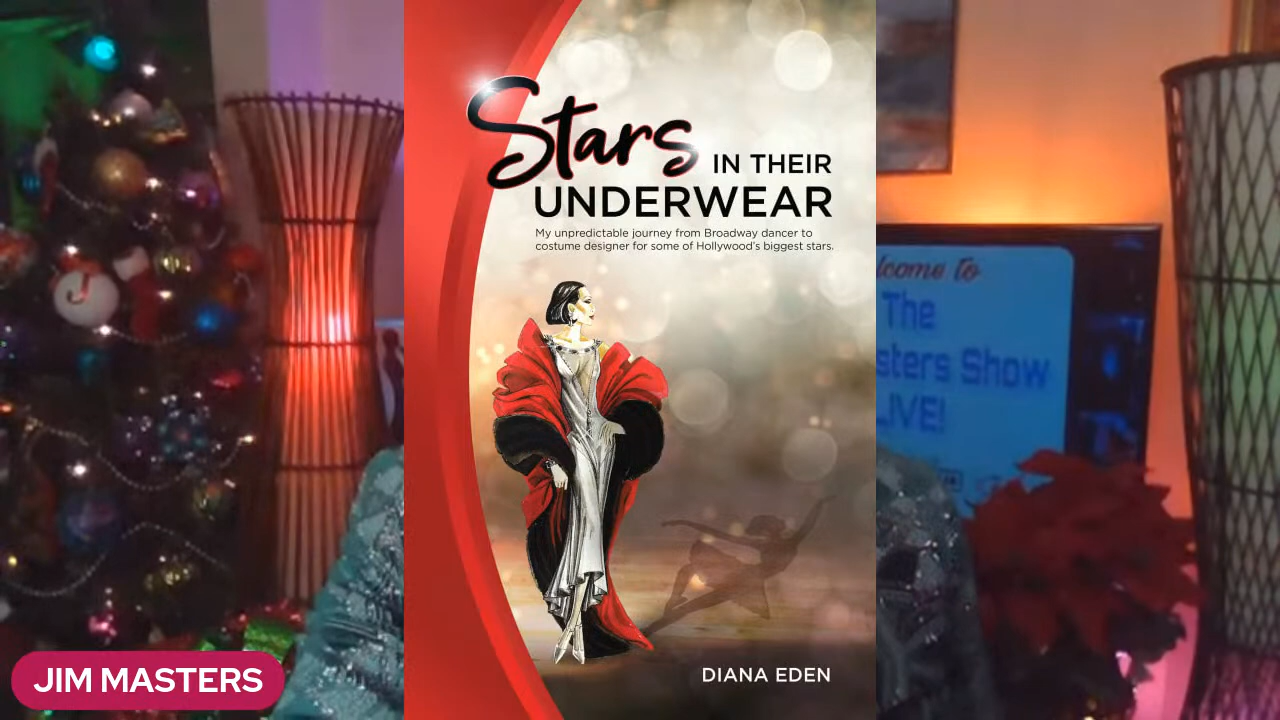 Stars IN THEIR
UNDERWEAR
My unpredictable journey from Broadway dancer to
costume designer for some of Hollywood's biggest stars.
DIANA EDEN
lcome to
The
sters Show
LIVE!
J
JIM MASTERS